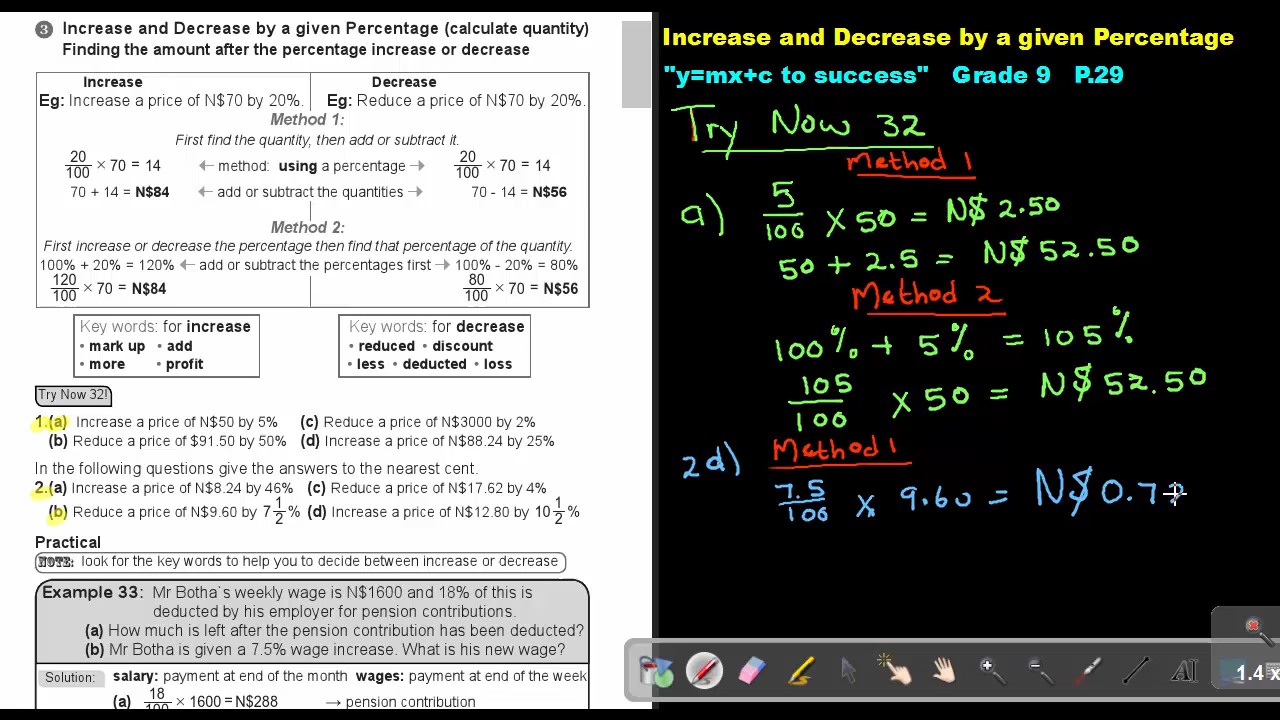 3 Increase and Decrease by a given Percentage (calculate quantity)
Finding the amount after the percentage increase or decrease
Increase Decrease
Eg: Increase a price of N$70 by 20%. Eg: Reduce a price of N$70 by 20%.
Method 1:
First find the quantity, then add or subtract it.
20/100 × 70 = 14 ← method: using a percentage → 20/100 × 70 = 14
70 + 14 = N$84 ← add or subtract the quantities → 70 - 14 = N$56
Method 2:
First increase or decrease the percentage then find that percentage of the quantity.
100% + 20% = 120% ← add or subtract the percentages first → 100% - 20% = 80%
120/100 × 70 = N$84 80/100 × 70 = N$56
Key words: for increase
• mark up • add
• more • profit
Key words: for decrease
• reduced • discount
• less • deducted • loss
Try Now 32!
1.(a) Increase a price of N$50 by 5% (c) Reduce a price of N$3000 by 2%
(b) Reduce a price of $91.50 by 50% (d) Increase a price of N$88.24 by 25%
In the following questions give the answers to the nearest cent.
2.(a) Increase a price of N$8.24 by 46% (c) Reduce a price of N$17.62 by 4%
(b) Reduce a price of N$9.60 by 7 1/2 % (d) Increase a price of N$12.80 by 10 1/2 %
Practical
NOTE: look for the key words to help you to decide between increase or decrease
Example 33: Mr Botha`s weekly wage is N$1600 and 18% of this is
deducted by his employer for pension contributions.
(a) How much is left after the pension contribution has been deducted?
(b) Mr Botha is given a 7.5% wage increase. What is his new wage?
Solution: salary: payment at end of the month wages: payment at end of the week
(a) 18/100 × 1600 = N$288 → pension contribution
Increase and Decrease by a given Percentage
"y=mx+c to success" Grade 9 P.29
Try Now 32
Method 1
a) 5/100 × 50 = N$ 2.50
50 + 2.5 = N$ 52.50
Method 2
100% + 5% = 105%
105/100 × 50 = N$ 52.50
2d) Method 1
7.5/100 × 9.60 = N$ 0.72
AI
1.4 x